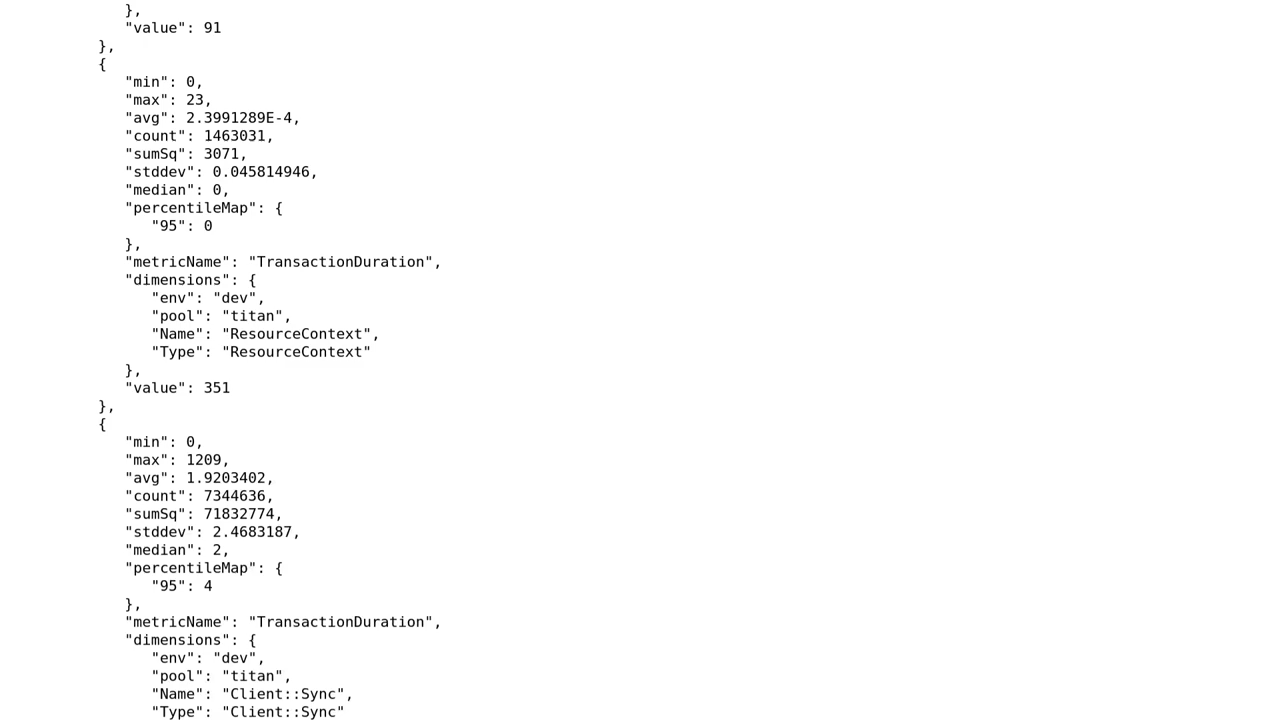 },
"value": 91
},
{
"min": 0,
"max": 23,
"avg": 2.3991289E-4,
"count": 1463031,
"sumSq": 3071,
"stddev": 0.045814946,
"median": 0,
"percentileMap": {
"95": 0
},
"metricName": "TransactionDuration",
"dimensions": {
"env": "dev",
"pool": "titan",
"Name": "ResourceContext",
"Type": "ResourceContext"
},
"value": 351
},
{
"min": 0,
"max": 1209,
"avg": 1.9203402,
"count": 7344636,
"sumSq": 71832774,
"stddev": 2.4683187,
"median": 2,
"percentileMap": {
"95": 4
},
"metricName": "TransactionDuration",
"dimensions": {
"env": "dev",
"pool": "titan",
"Name": "Client::Sync",
"Type": "Client::Sync"